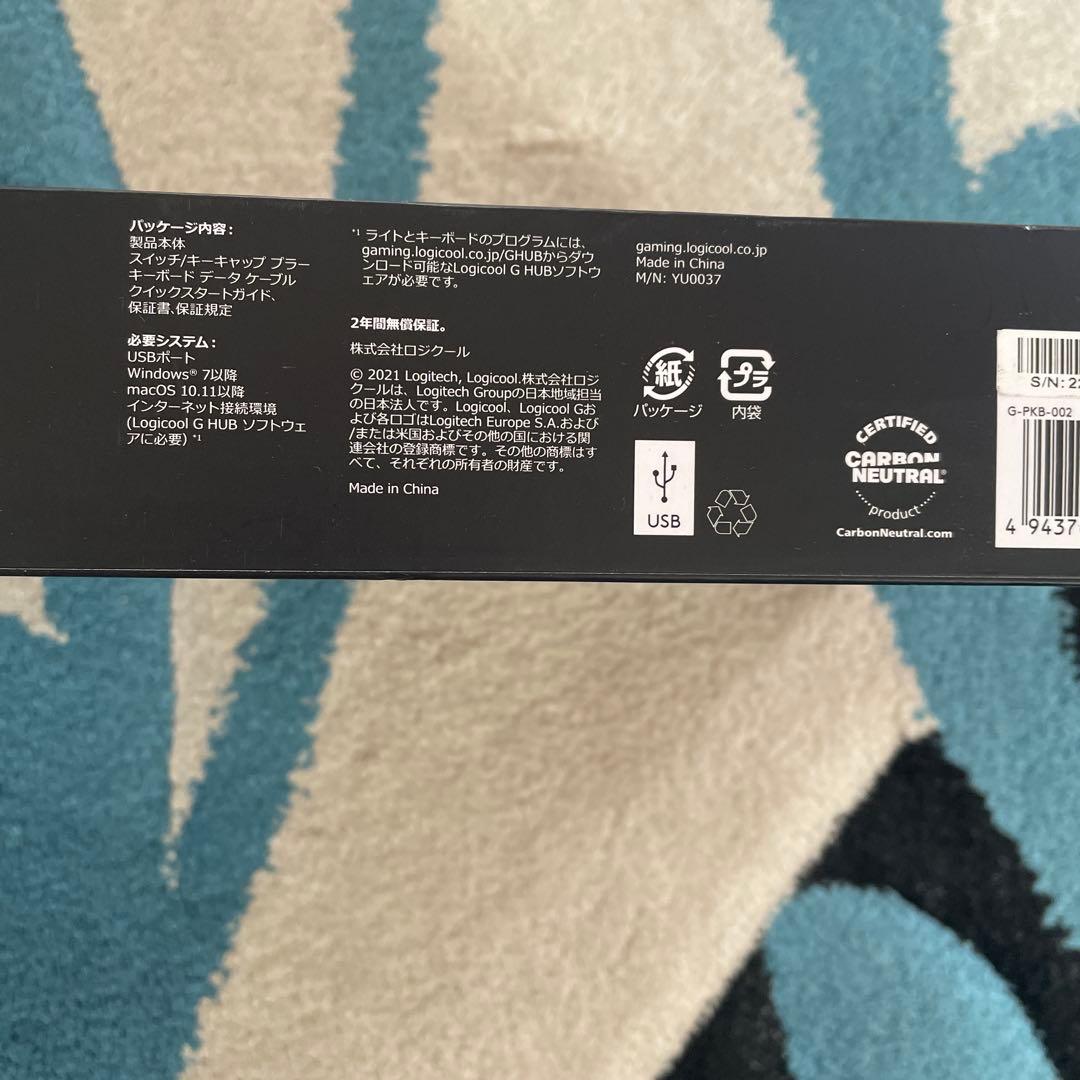 パッケージ内容：
製品本体
スイッチ/キーキャップ プラー
キーボード データ ケーブル
クイックスタートガイド、
保証書、保証規定
必要システム：
USBポート
Windows® 7以降
macOS 10.11以降
インターネット接続環境
(Logicool G HUB ソフトウェ
アに必要) *1
*1 ライトとキーボードのプログラムには、
gaming.logicool.co.jp/GHUBからダウ
ンロード可能なLogicool G HUBソフトウ
ェアが必要です。
2年間無償保証。
株式会社ロジクール
© 2021 Logitech, Logicool.株式会社ロジ
クールは、Logitech Groupの日本地域担当
の日本法人です。Logicool、Logicool Gお
よび各ロゴはLogitech Europe S.A.および
/または米国およびその他の国における関
連会社の登録商標です。その他の商標はす
べて、それぞれの所有者の財産です。
Made in China
gaming.logicool.co.jp
Made in China
M/N: YU0037
紙
パッケージ
プラ
内袋
USB
CERTIFIED
CARBON
NEUTRAL®
product
CarbonNeutral.com
S/N: 22
G-PKB-002
4 9437